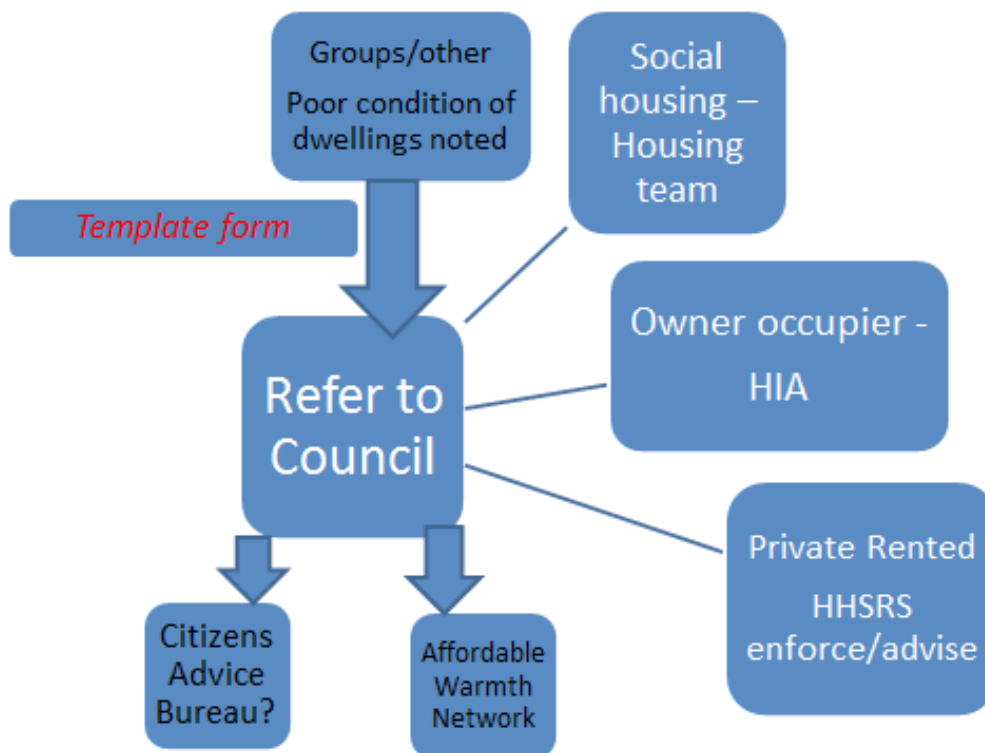 Groups/other
Poor condition of
dwellings noted
Social
housing –
Housing
team
Template form
Owner occupier -
HIA
Refer to
Council
Private Rented
HHSRS
enforce/advise
Citizens
Advice
Bureau?
Affordable
Warmth
Network